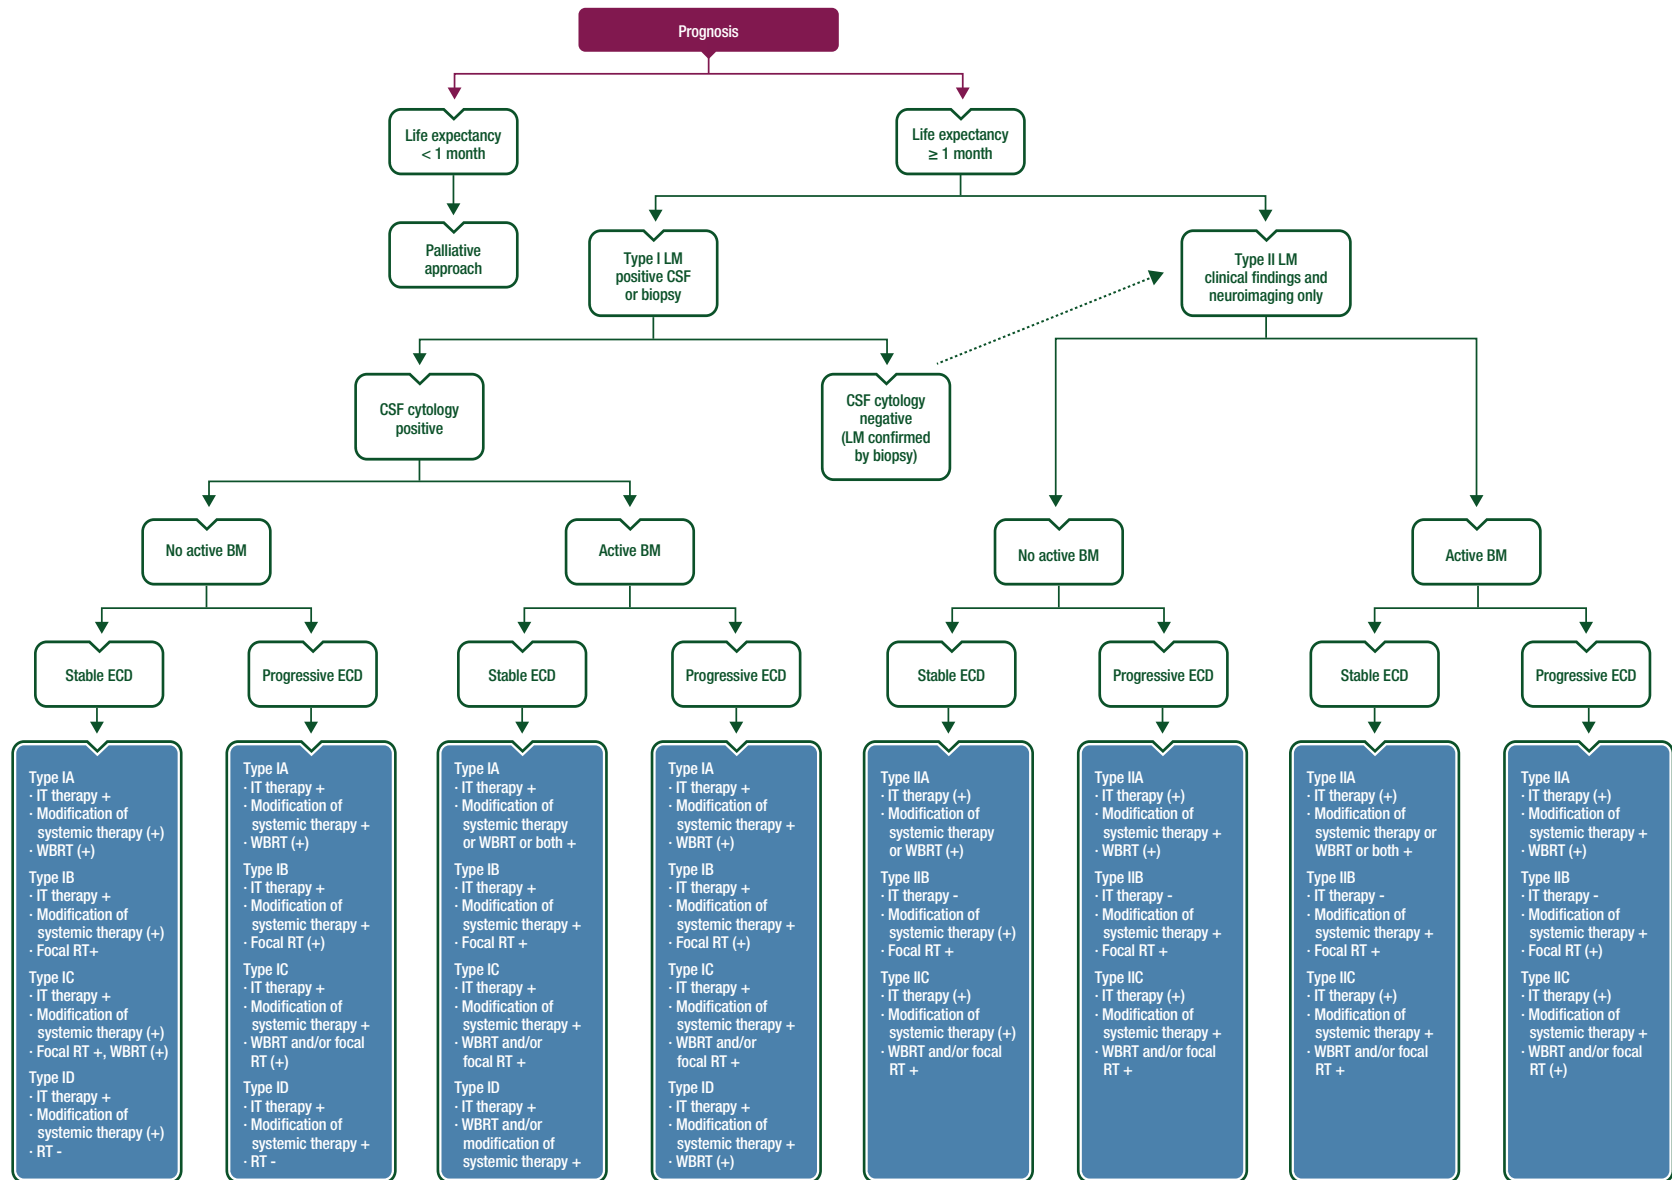 Prognosis
Life expectancy
< 1 month
Life expectancy
≥ 1 month
Palliative
approach
Type I LM
positive CSF
or biopsy
Type II LM
clinical findings and
neuroimaging only
CSF cytology
positive
CSF cytology
negative
(LM confirmed
by biopsy)
No active BM
Active BM
No active BM
Active BM
Stable ECD
Progressive ECD
Stable ECD
Progressive ECD
Stable ECD
Progressive ECD
Stable ECD
Progressive ECD
Type IA
· IT therapy +
· Modification of
systemic therapy (+)
· WBRT (+)
Type IB
· IT therapy +
· Modification of
systemic therapy (+)
· Focal RT+
Type IC
· IT therapy +
· Modification of
systemic therapy (+)
· Focal RT +, WBRT (+)
Type ID
· IT therapy +
· Modification of
systemic therapy (+)
· RT -
Type IA
· IT therapy +
· Modification of
systemic therapy +
· WBRT (+)
Type IB
· IT therapy +
· Modification of
systemic therapy +
· Focal RT (+)
Type IC
· IT therapy +
· Modification of
systemic therapy +
· WBRT and/or focal
RT (+)
Type ID
· IT therapy +
· Modification of
systemic therapy +
· RT -
Type IA
· IT therapy +
· Modification of
systemic therapy
or WBRT or both +
Type IB
· IT therapy +
· Modification of
systemic therapy +
· Focal RT +
Type IC
· IT therapy +
· Modification of
systemic therapy +
· WBRT and/or
focal RT +
Type ID
· IT therapy +
· WBRT and/or
modification of
systemic therapy +
Type IA
· IT therapy +
· Modification of
systemic therapy +
· WBRT (+)
Type IB
· IT therapy +
· Modification of
systemic therapy +
· Focal RT (+)
Type IC
· IT therapy +
· Modification of
systemic therapy +
· WBRT and/or
focal RT +
Type ID
· IT therapy +
· Modification of
systemic therapy +
· WBRT (+)
Type IIA
· IT therapy (+)
· Modification of
systemic therapy
or WBRT (+)
Type IIB
· IT therapy -
· Modification of
systemic therapy (+)
· Focal RT +
Type IIC
· IT therapy (+)
· Modification of
systemic therapy (+)
· WBRT and/or focal
RT +
Type IIA
· IT therapy (+)
· Modification of
systemic therapy +
· WBRT (+)
Type IIB
· IT therapy -
· Modification of
systemic therapy +
· Focal RT +
Type IIC
· IT therapy (+)
· Modification of
systemic therapy +
· WBRT and/or focal
RT +
Type IIA
· IT therapy (+)
· Modification of
systemic therapy or
WBRT or both +
Type IIB
· IT therapy -
· Modification of
systemic therapy +
· Focal RT +
Type IIC
· IT therapy (+)
· Modification of
systemic therapy +
· WBRT and/or focal
RT +
Type IIA
· IT therapy (+)
· Modification of
systemic therapy +
· WBRT (+)
Type IIB
· IT therapy -
· Modification of
systemic therapy +
· Focal RT (+)
Type IIC
· IT therapy (+)
· Modification of
systemic therapy +
· WBRT and/or focal
RT (+)